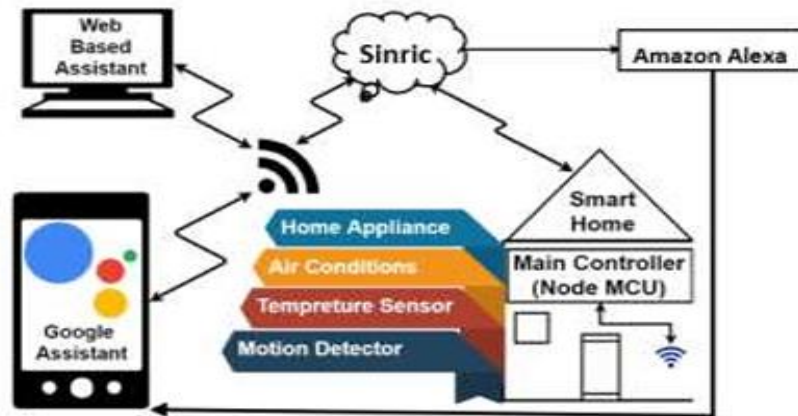 Web
Based
Assistant
Sinric
Amazon Alexa
Smart
Home
Home Appliance
Air Conditions
Main Controller
(Node MCU)
Tempreture Sensor
Motion Detector
Google
Assistant